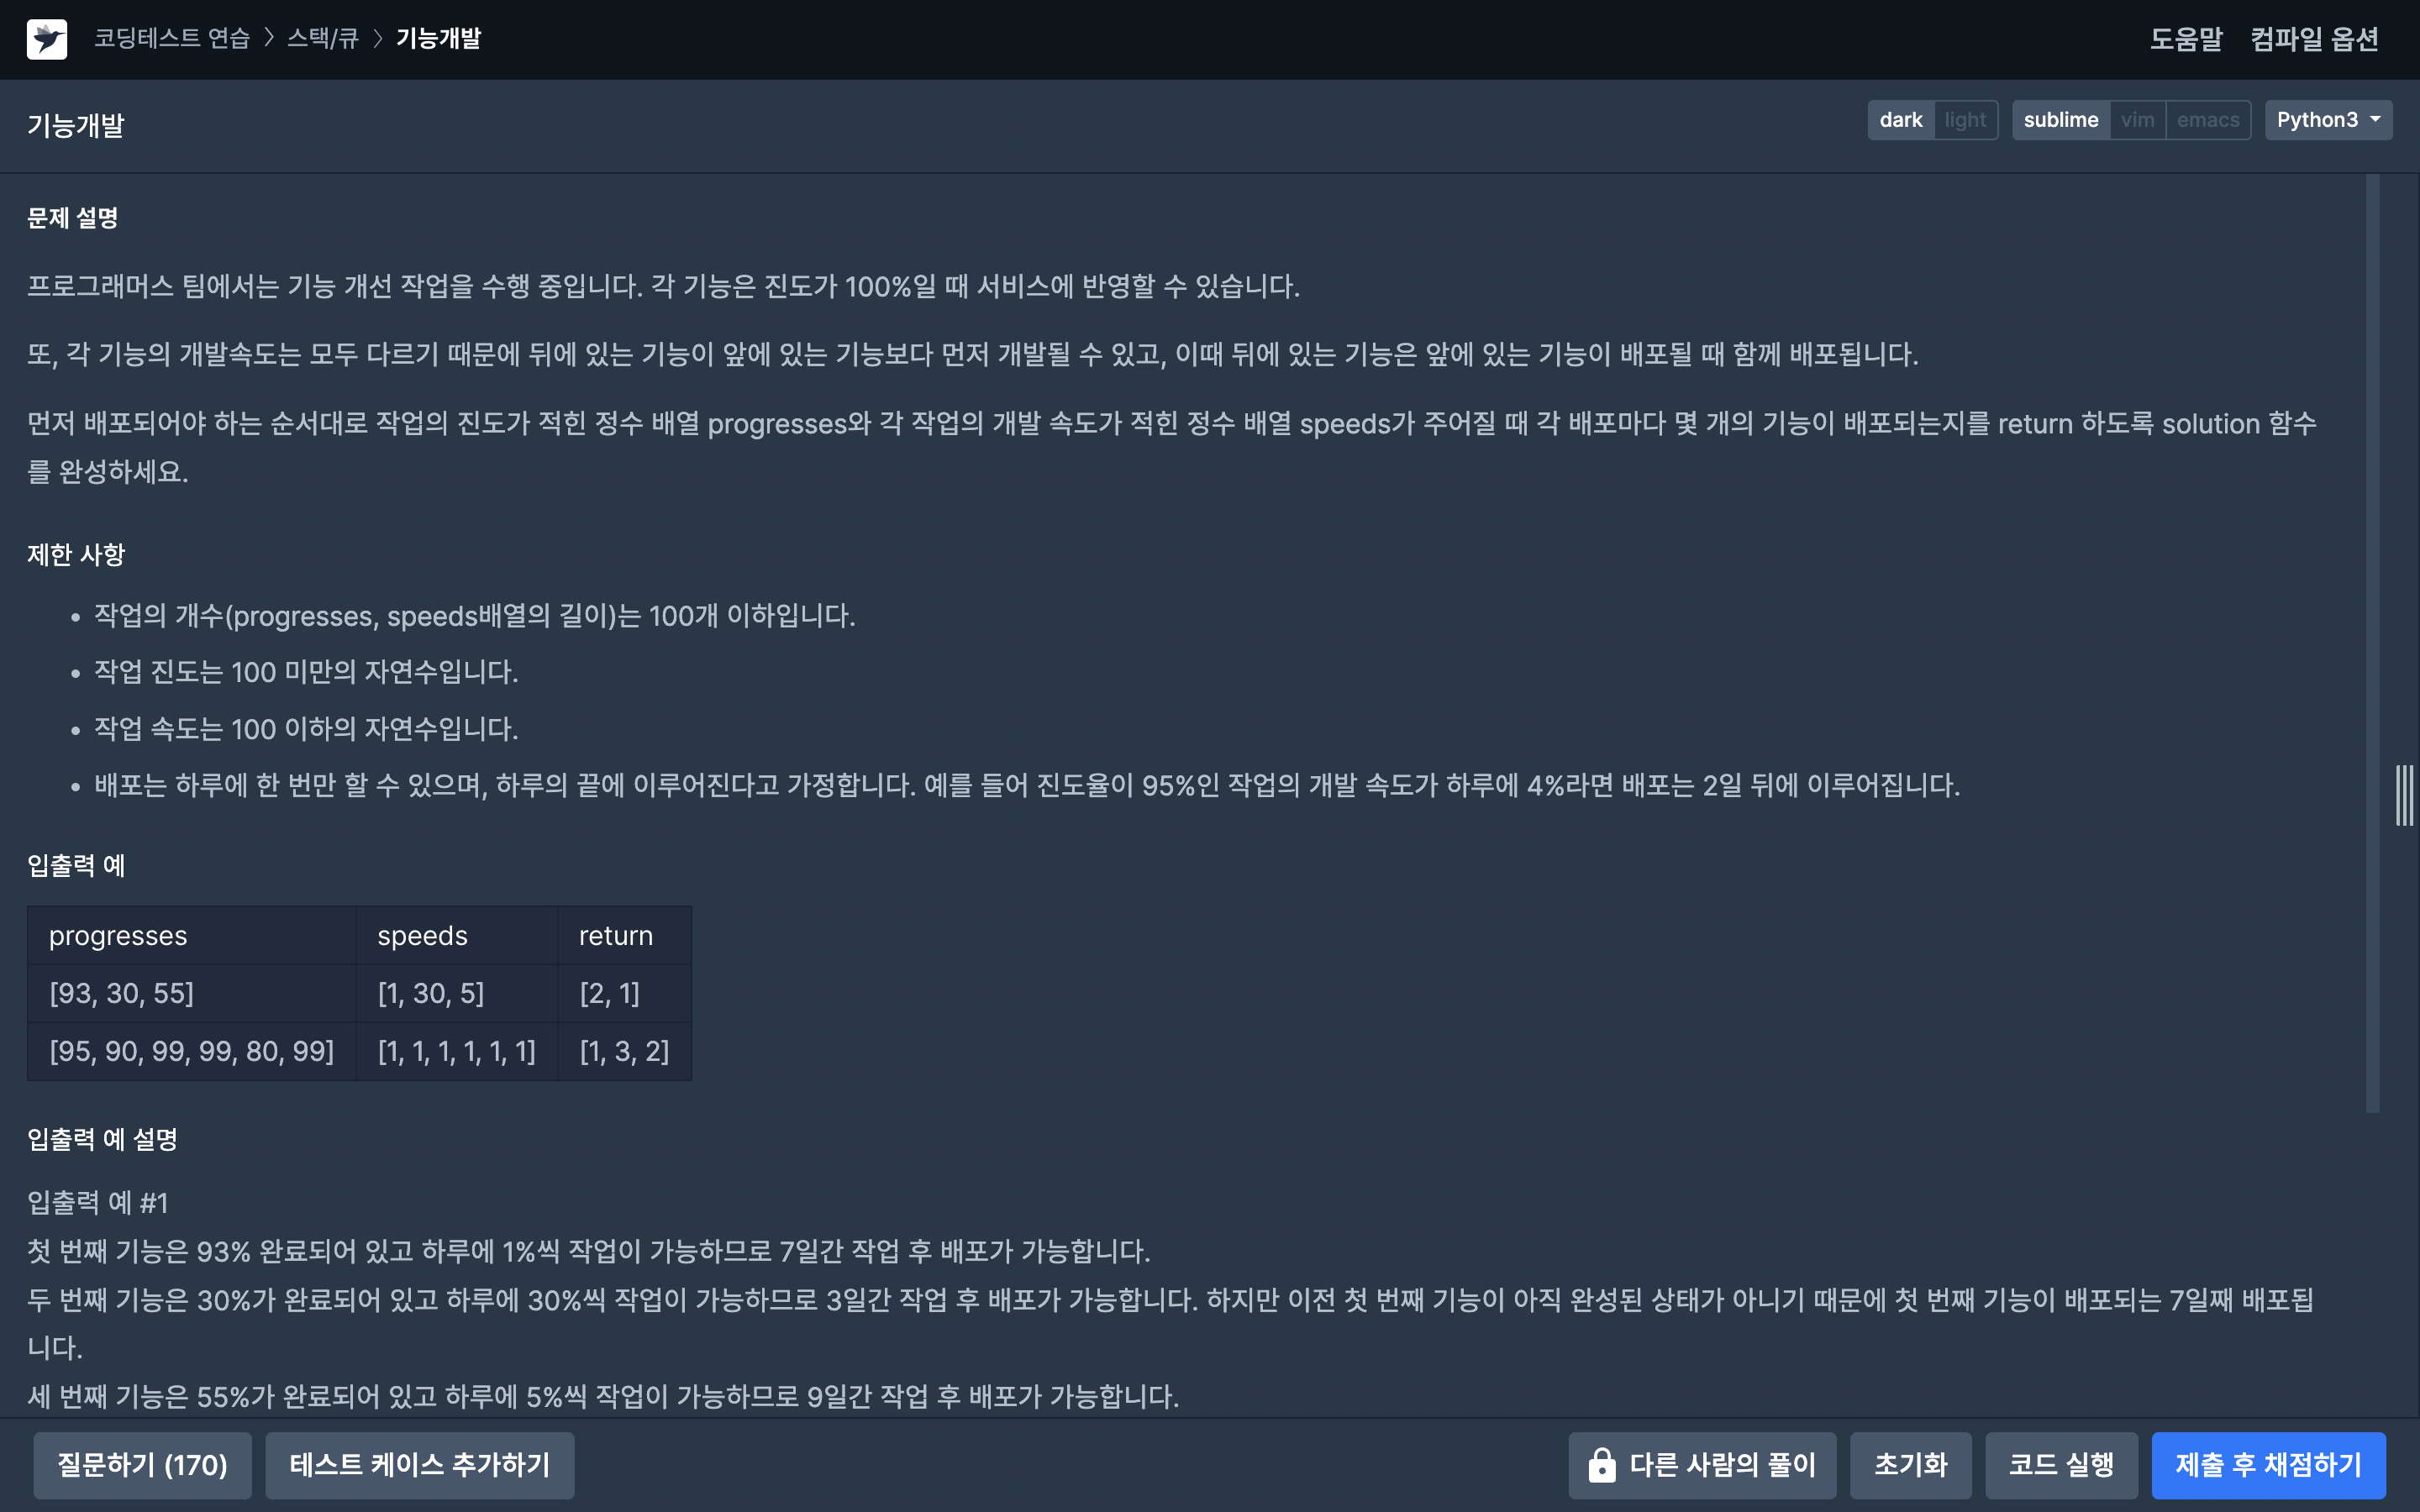 코딩테스트 연습 > 스택/큐 > 기능개발
도움말 컴파일 옵션
기능개발
dark light sublime vim emacs Python3
문제 설명
프로그래머스 팀에서는 기능 개선 작업을 수행 중입니다. 각 기능은 진도가 100%일 때 서비스에 반영할 수 있습니다.
또, 각 기능의 개발속도는 모두 다르기 때문에 뒤에 있는 기능이 앞에 있는 기능보다 먼저 개발될 수 있고, 이때 뒤에 있는 기능은 앞에 있는 기능이 배포될 때 함께 배포됩니다.
먼저 배포되어야 하는 순서대로 작업의 진도가 적힌 정수 배열 progresses와 각 작업의 개발 속도가 적힌 정수 배열 speeds가 주어질 때 각 배포마다 몇 개의 기능이 배포되는지를 return 하도록 solution 함수
를 완성하세요.
제한 사항
• 작업의 개수(progresses, speeds배열의 길이)는 100개 이하입니다.
• 작업 진도는 100 미만의 자연수입니다.
• 작업 속도는 100 이하의 자연수입니다.
• 배포는 하루에 한 번만 할 수 있으며, 하루의 끝에 이루어진다고 가정합니다. 예를 들어 진도율이 95%인 작업의 개발 속도가 하루에 4%라면 배포는 2일 뒤에 이루어집니다.
입출력 예
progresses speeds return
[93, 30, 55] [1, 30, 5] [2, 1]
[95, 90, 99, 99, 80, 99] [1, 1, 1, 1, 1, 1] [1, 3, 2]
입출력 예 설명
입출력 예 #1
첫 번째 기능은 93% 완료되어 있고 하루에 1%씩 작업이 가능하므로 7일간 작업 후 배포가 가능합니다.
두 번째 기능은 30%가 완료되어 있고 하루에 30%씩 작업이 가능하므로 3일간 작업 후 배포가 가능합니다. 하지만 이전 첫 번째 기능이 아직 완성된 상태가 아니기 때문에 첫 번째 기능이 배포되는 7일째 배포됩
니다.
세 번째 기능은 55%가 완료되어 있고 하루에 5%씩 작업이 가능하므로 9일간 작업 후 배포가 가능합니다.
질문하기 (170) 테스트 케이스 추가하기 다른 사람의 풀이 초기화 코드 실행 제출 후 채점하기